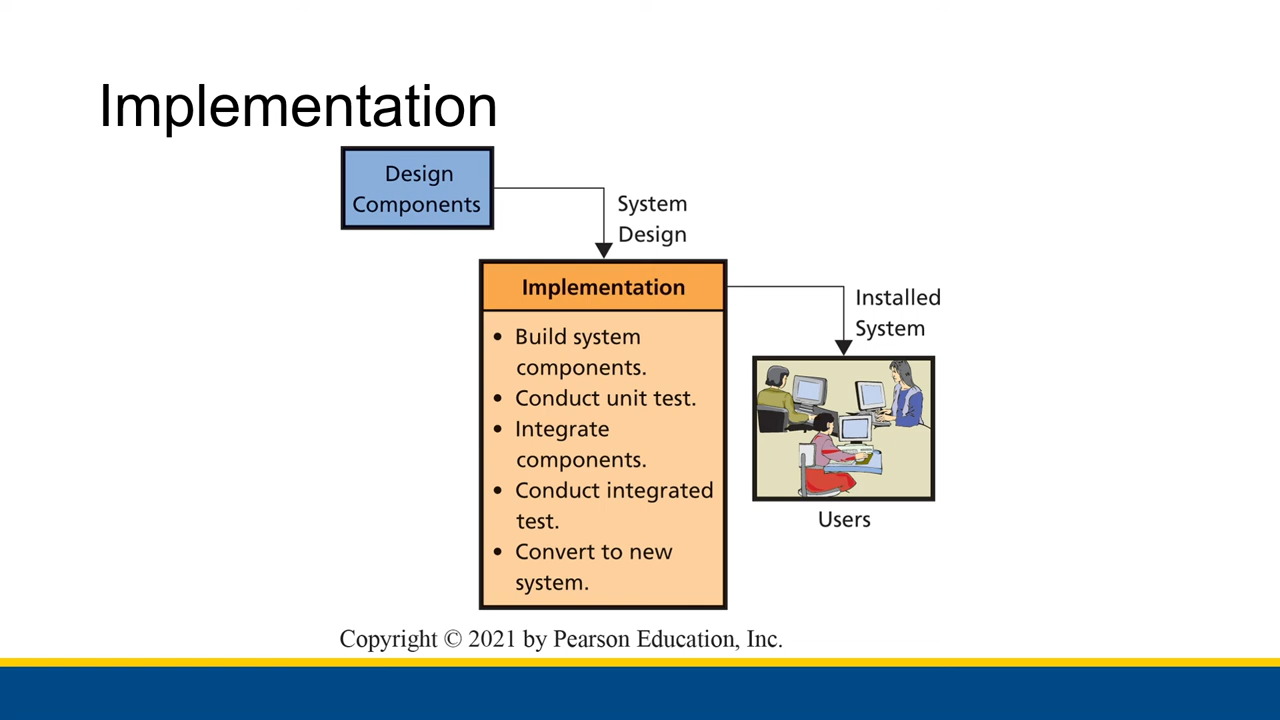 Implementation
Design
Components
System
Design
Implementation
Installed
System
• Build system
components.
• Conduct unit test.
• Integrate
components.
• Conduct integrated
test.
• Convert to new
system.
Users
Copyright © 2021 by Pearson Education, Inc.